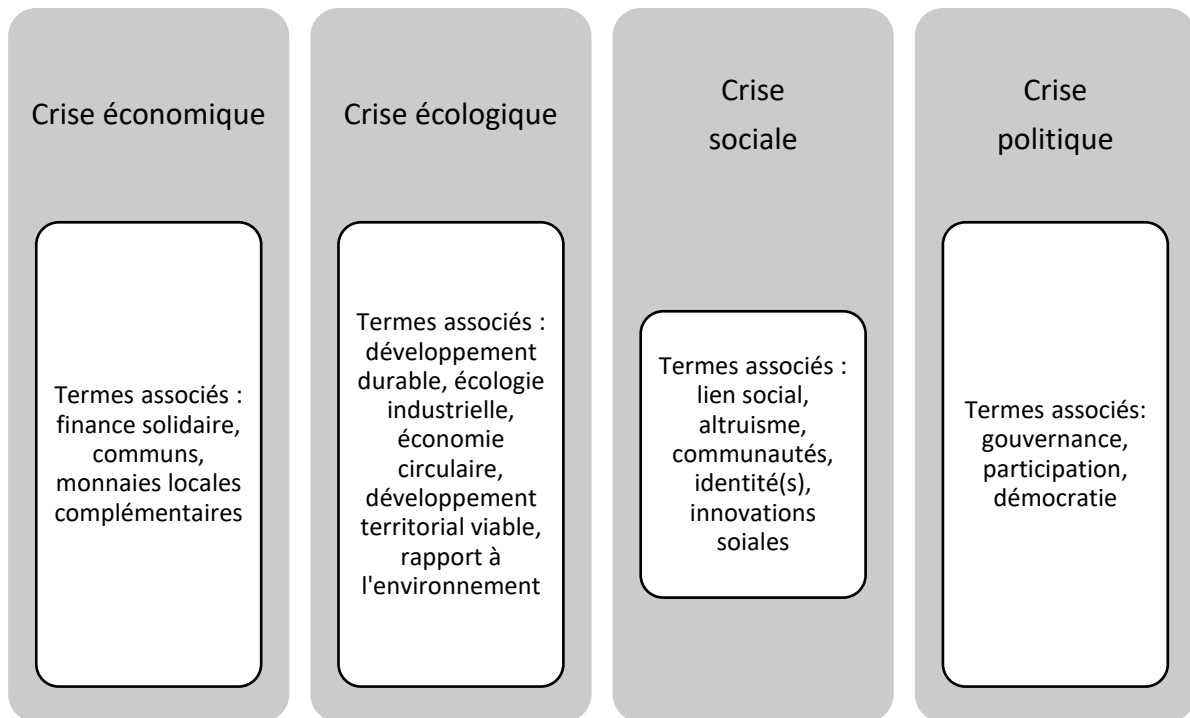 Crise économique
Termes associés :
finance solidaire,
communs,
monnaies locales
complémentaires
Crise écologique
Termes associés :
développement
durable, écologie
industrielle,
économie
circulaire,
développement
territorial viable,
rapport à
l'environnement
Crise
sociale
Termes associés :
lien social,
altruisme,
communautés,
identité(s),
innovations
soiales
Crise
politique
Termes associés:
gouvernance,
participation,
démocratie